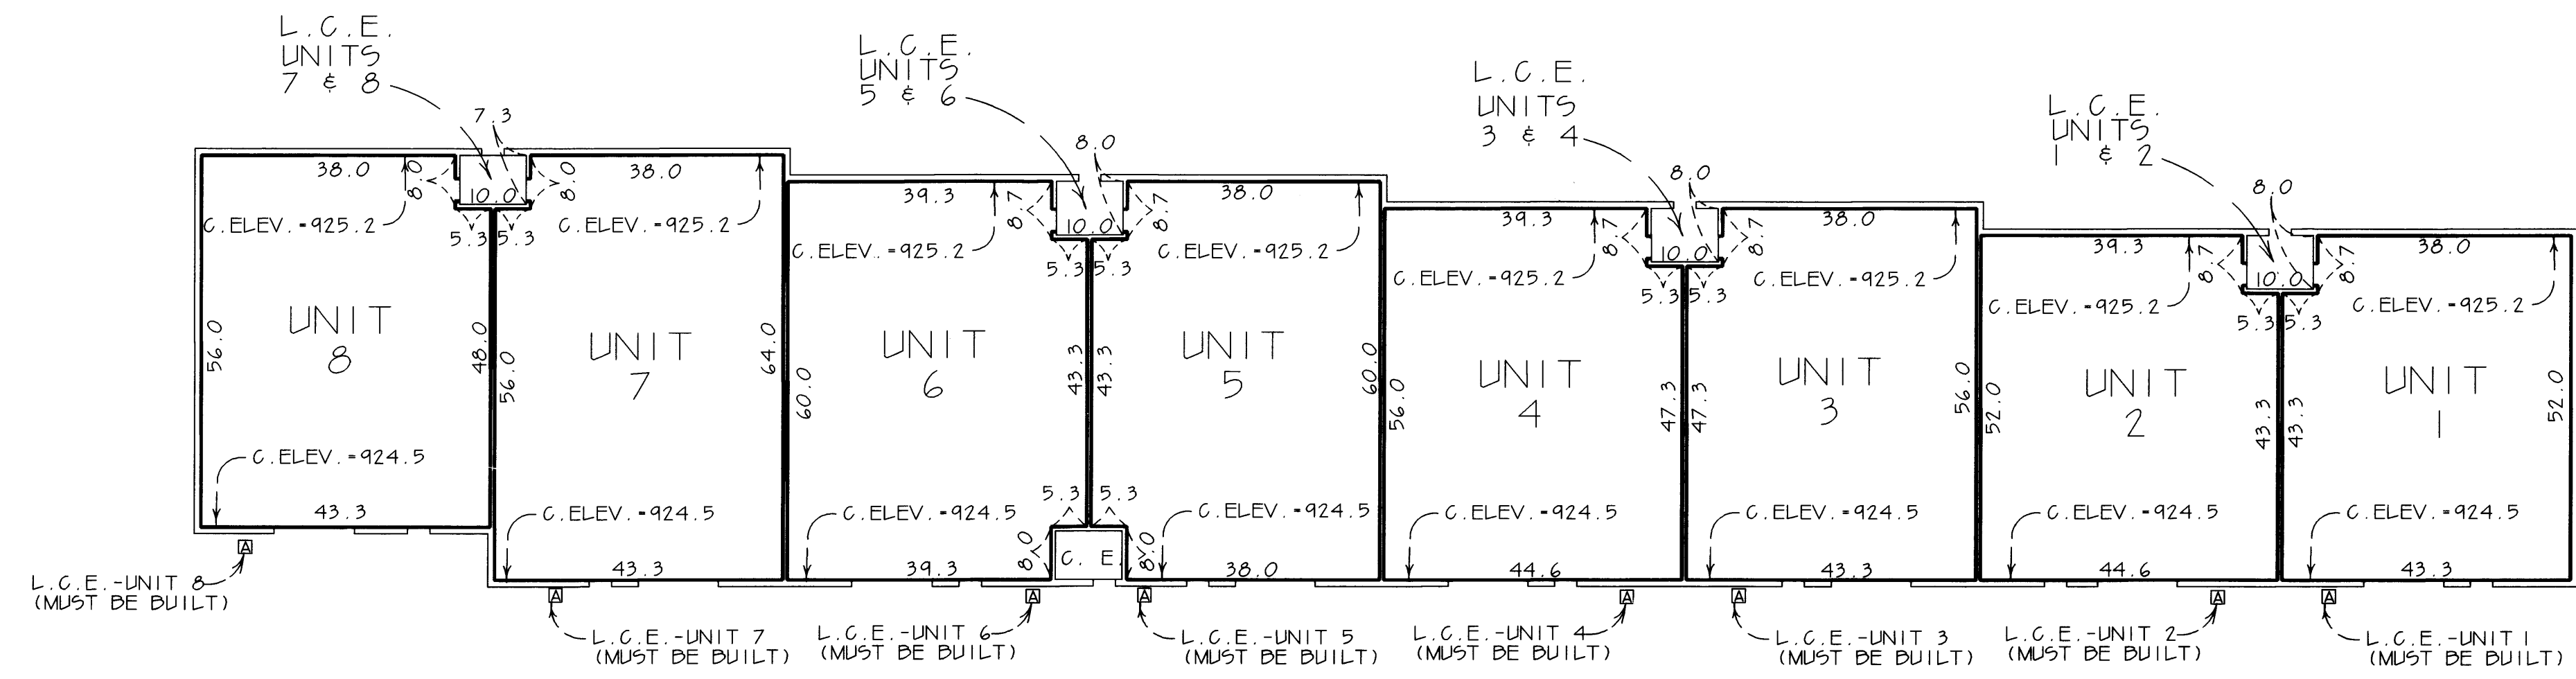 L.C.E.
UNITS
7 & 8
L.C.E.
UNITS
5 & 6
L.C.E.
UNITS
3 & 4
L.C.E.
UNITS
1 & 2
7.3
8.0
8.0
8.0
38.0
8.0
10.0
8.0
38.0
C.ELEV.=925.2
5.3
5.3
C.ELEV.=925.2
39.3
8.7
10.0
8.7
38.0
C.ELEV.=925.2
5.3
5.3
C.ELEV.=925.2
39.3
8.7
10.0
8.7
38.0
C.ELEV.=925.2
5.3
5.3
C.ELEV.=925.2
39.3
8.7
10.0
8.7
38.0
C.ELEV.=925.2
5.3
5.3
C.ELEV.=925.2
56.0
UNIT
8
48.0
56.0
UNIT
7
64.0
60.0
UNIT
6
43.3
43.3
UNIT
5
60.0
56.0
UNIT
4
47.3
47.3
UNIT
3
56.0
52.0
UNIT
2
43.3
43.3
UNIT
1
52.0
C.ELEV.=924.5
43.3
C.ELEV.=924.5
43.3
C.ELEV.=924.5
39.3
5.3
5.3
8.0
C. E.
8.0
C.ELEV.=924.5
38.0
C.ELEV.=924.5
44.6
C.ELEV.=924.5
43.3
C.ELEV.=924.5
44.6
C.ELEV.=924.5
43.3
A
A
A
A
A
A
A
A
L.C.E.-UNIT 8
(MUST BE BUILT)
L.C.E.-UNIT 7
(MUST BE BUILT)
L.C.E.-UNIT 6
(MUST BE BUILT)
L.C.E.-UNIT 5
(MUST BE BUILT)
L.C.E.-UNIT 4
(MUST BE BUILT)
L.C.E.-UNIT 3
(MUST BE BUILT)
L.C.E.-UNIT 2
(MUST BE BUILT)
L.C.E.-UNIT 1
(MUST BE BUILT)